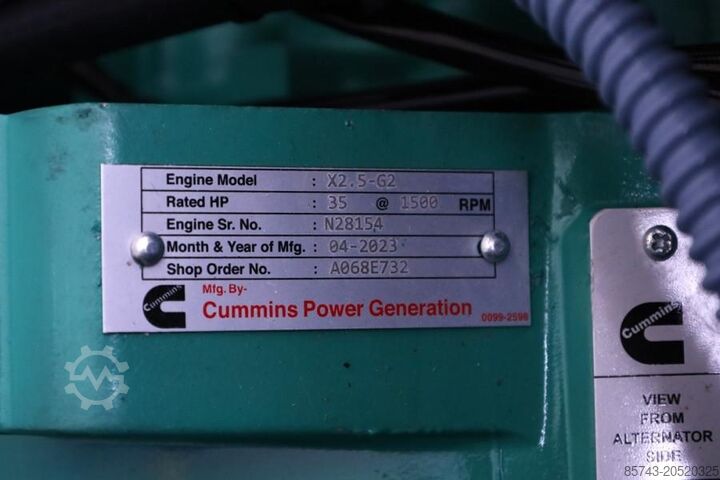 Engine Model : X2.5-G2
Rated HP : 35 @ 1500 RPM
Engine Sr. No. : N28154
Month & Year of Mfg. : 04-2023
Shop Order No. : A068E732
Mfg. By-
Cummins
Cummins Power Generation
0099-2598
Cummins
VIEW
FROM
ALTERNATOR
SIDE
85743-20520325